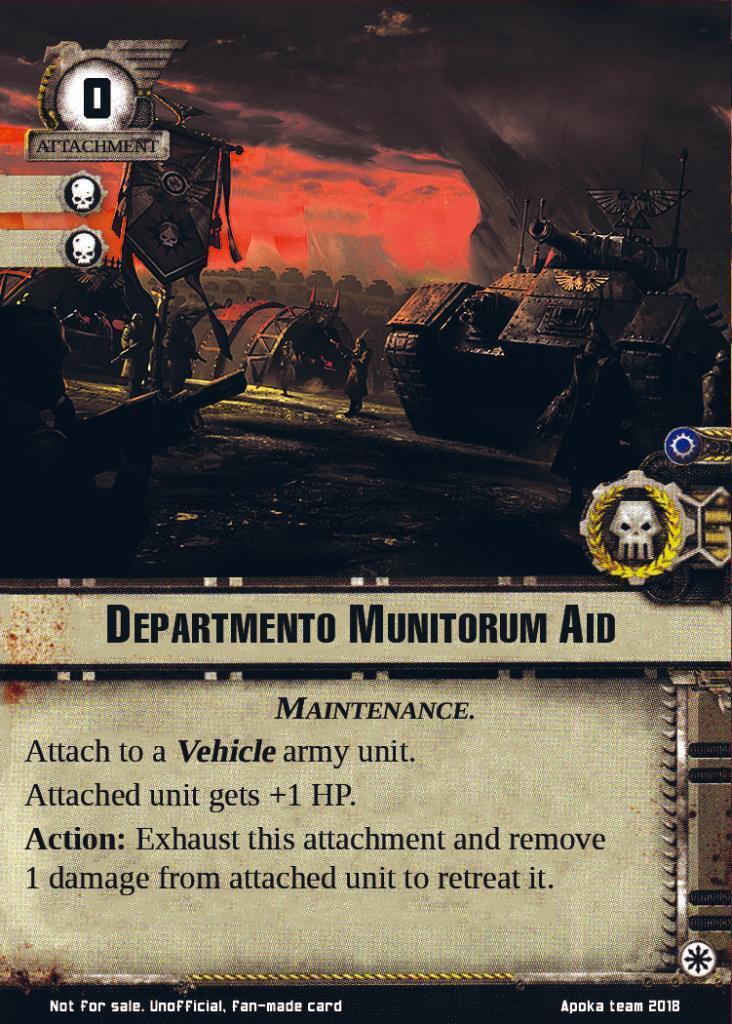 0
ATTACHMENT
DEPARTMENTO MUNITORUM AID
MAINTENANCE.
Attach to a Vehicle army unit.
Attached unit gets +1 HP.
Action: Exhaust this attachment and remove
1 damage from attached unit to retreat it.
Not for sale. Unofficial, fan-made card
Apoka team 2018